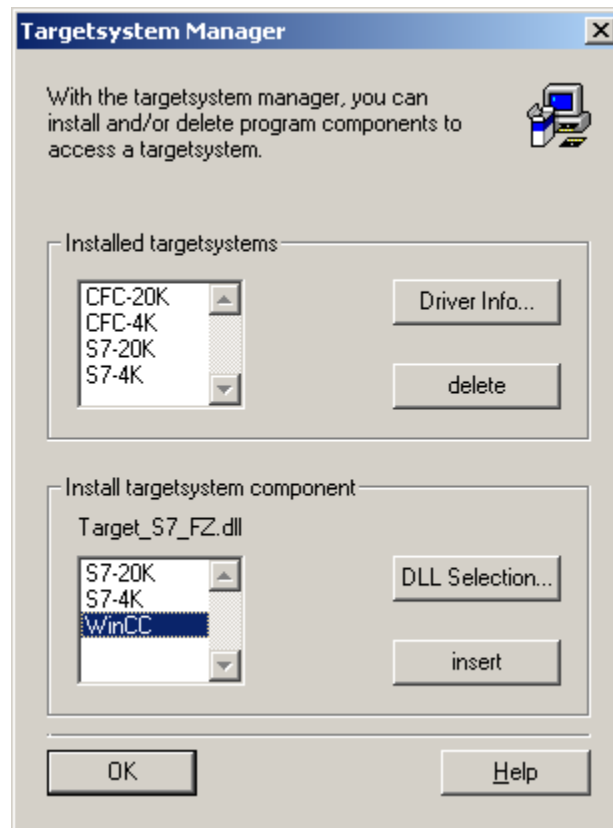 Targetsystem Manager
With the targetsystem manager, you can
install and/or delete program components to
access a targetsystem.
Installed targetsystems
CFC-20K
CFC-4K
S7-20K
S7-4K
Driver Info...
delete
Install targetsystem component
Target_S7_FZ.dll
S7-20K
S7-4K
WinCC
DLL Selection...
insert
OK
Help